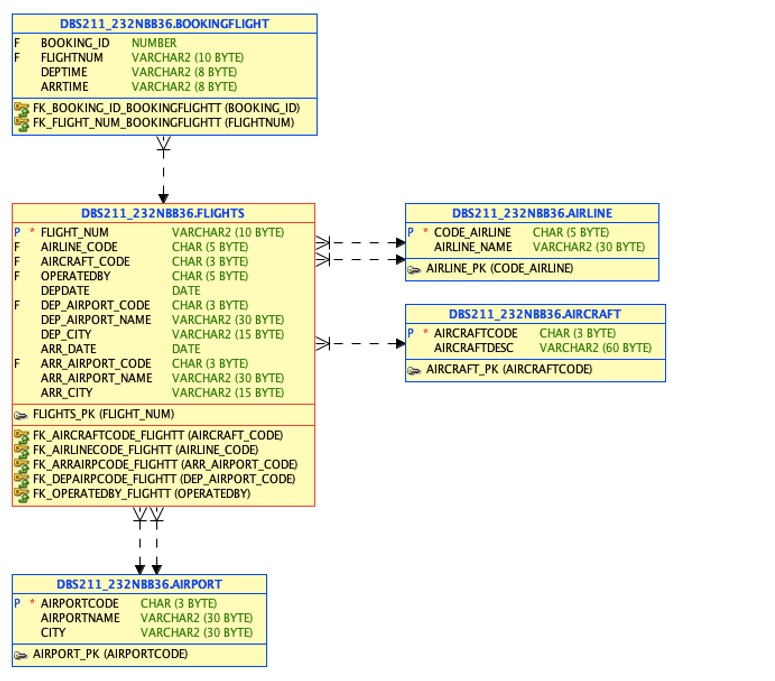 DBS211_232NBB36.BOOKINGFLIGHT
F BOOKING_ID NUMBER
F FLIGHTNUM VARCHAR2 (10 BYTE)
DEPTIME VARCHAR2 (8 BYTE)
ARRTIME VARCHAR2 (8 BYTE)
FK_BOOKING_ID_BOOKINGFLIGHTT (BOOKING_ID)
FK_FLIGHT_NUM_BOOKINGFLIGHTT (FLIGHTNUM)
DBS211_232NBB36.FLIGHTS
P * FLIGHT_NUM VARCHAR2 (10 BYTE)
F AIRLINE_CODE CHAR (5 BYTE)
F AIRCRAFT_CODE CHAR (3 BYTE)
F OPERATEDBY CHAR (5 BYTE)
DEPDATE DATE
F DEP_AIRPORT_CODE CHAR (3 BYTE)
DEP_AIRPORT_NAME VARCHAR2 (30 BYTE)
DEP_CITY VARCHAR2 (15 BYTE)
ARR_DATE DATE
F ARR_AIRPORT_CODE CHAR (3 BYTE)
ARR_AIRPORT_NAME VARCHAR2 (30 BYTE)
ARR_CITY VARCHAR2 (15 BYTE)
FLIGHTS_PK (FLIGHT_NUM)
FK_AIRCRAFTCODE_FLIGHTT (AIRCRAFT_CODE)
FK_AIRLINECODE_FLIGHTT (AIRLINE_CODE)
FK_ARRAIRPCODE_FLIGHTT (ARR_AIRPORT_CODE)
FK_DEPAIRPCODE_FLIGHTT (DEP_AIRPORT_CODE)
FK_OPERATEDBY_FLIGHTT (OPERATEDBY)
DBS211_232NBB36.AIRLINE
P * CODE_AIRLINE CHAR (5 BYTE)
AIRLINE_NAME VARCHAR2 (30 BYTE)
AIRLINE_PK (CODE_AIRLINE)
DBS211_232NBB36.AIRCRAFT
P * AIRCRAFTCODE CHAR (3 BYTE)
AIRCRAFTDESC VARCHAR2 (60 BYTE)
AIRCRAFT_PK (AIRCRAFTCODE)
DBS211_232NBB36.AIRPORT
P * AIRPORTCODE CHAR (3 BYTE)
AIRPORTNAME VARCHAR2 (30 BYTE)
CITY VARCHAR2 (30 BYTE)
AIRPORT_PK (AIRPORTCODE)